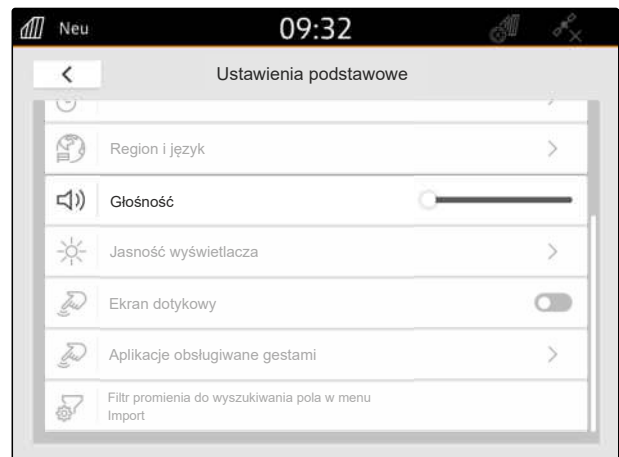 Neu
09:32
Ustawienia podstawowe
Region i język
Głośność
Jasność wyświetlacza
Ekran dotykowy
Aplikacje obsługiwane gestami
Filtr promienia do wyszukiwania pola w menu
Import